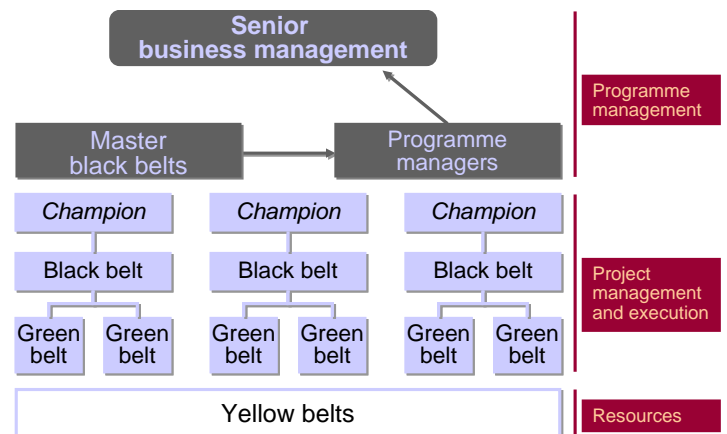 Senior
business management
Programme
management
Master
black belts
Programme
managers
Champion
Champion
Champion
Black belt
Black belt
Black belt
Project
management
and execution
Green
belt
Green
belt
Green
belt
Green
belt
Green
belt
Green
belt
Yellow belts
Resources